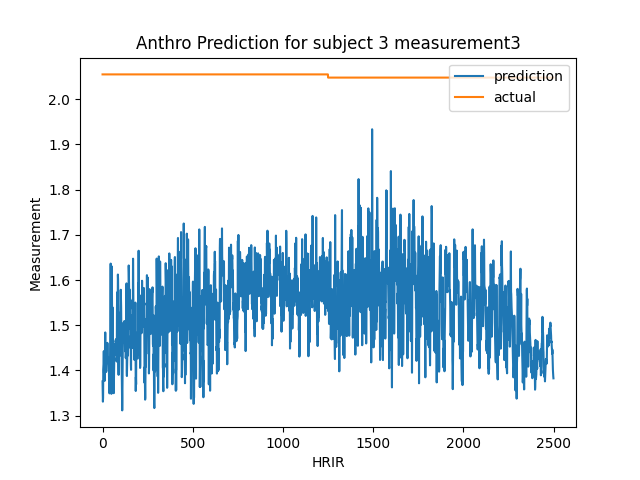 Anthro Prediction for subject 3 measurement3
prediction
actual
2.0
1.9
1.8
1.7
1.6
1.5
1.4
1.3
Measurement
0
500
1000
1500
2000
2500
HRIR